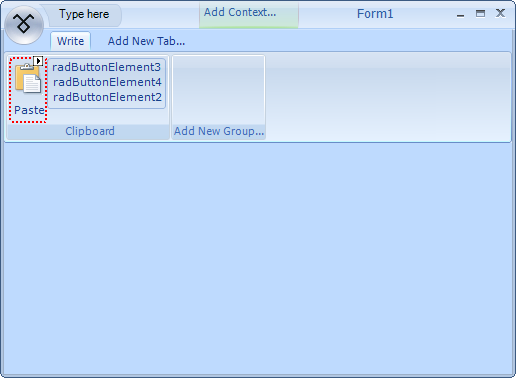 Type here
Add Context...
Form1
Write
Add New Tab...
Paste
radButtonElement3
radButtonElement4
radButtonElement2
Clipboard
Add New Group...